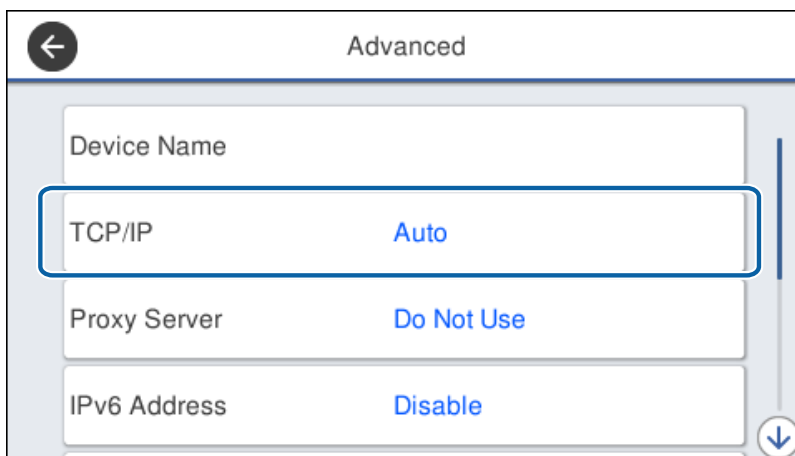 Advanced
Device Name
TCP/IP Auto
Proxy Server Do Not Use
IPv6 Address Disable